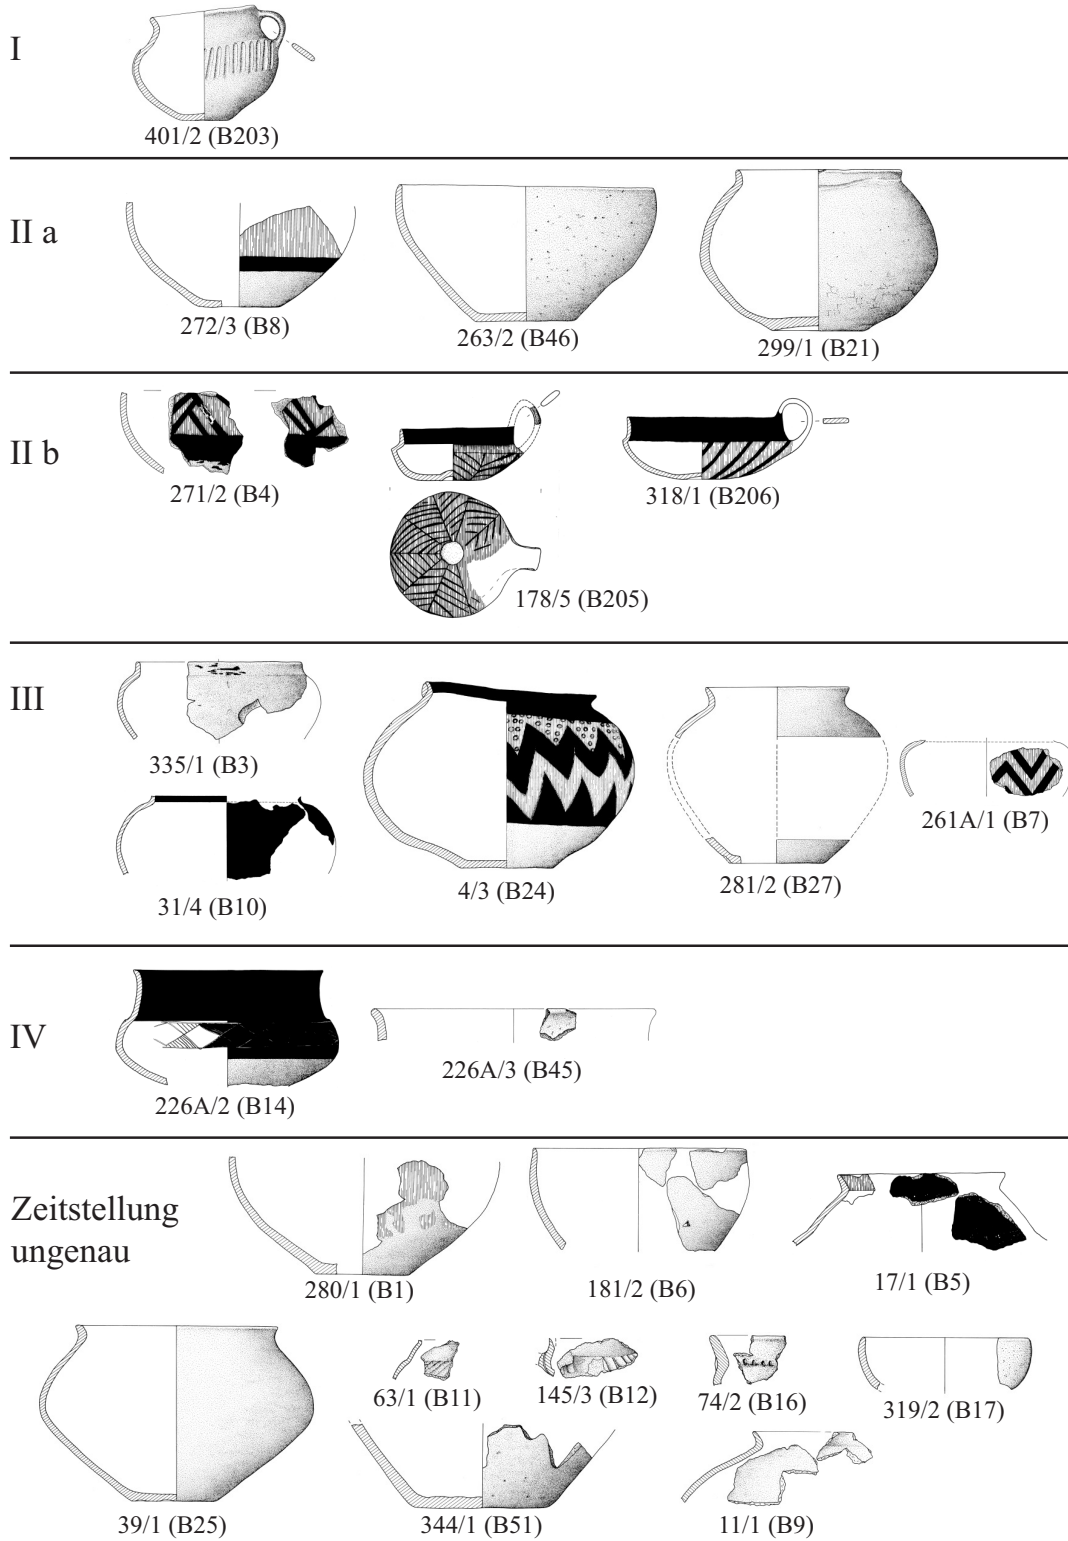 I
401/2 (B203)
II a
272/3 (B8)
263/2 (B46)
299/1 (B21)
II b
271/2 (B4)
318/1 (B206)
178/5 (B205)
III
335/1 (B3)
31/4 (B10)
4/3 (B24)
281/2 (B27)
261A/1 (B7)
IV
226A/2 (B14)
226A/3 (B45)
Zeitstellung
ungenau
280/1 (B1)
181/2 (B6)
17/1 (B5)
63/1 (B11)
145/3 (B12)
74/2 (B16)
319/2 (B17)
39/1 (B25)
344/1 (B51)
11/1 (B9)